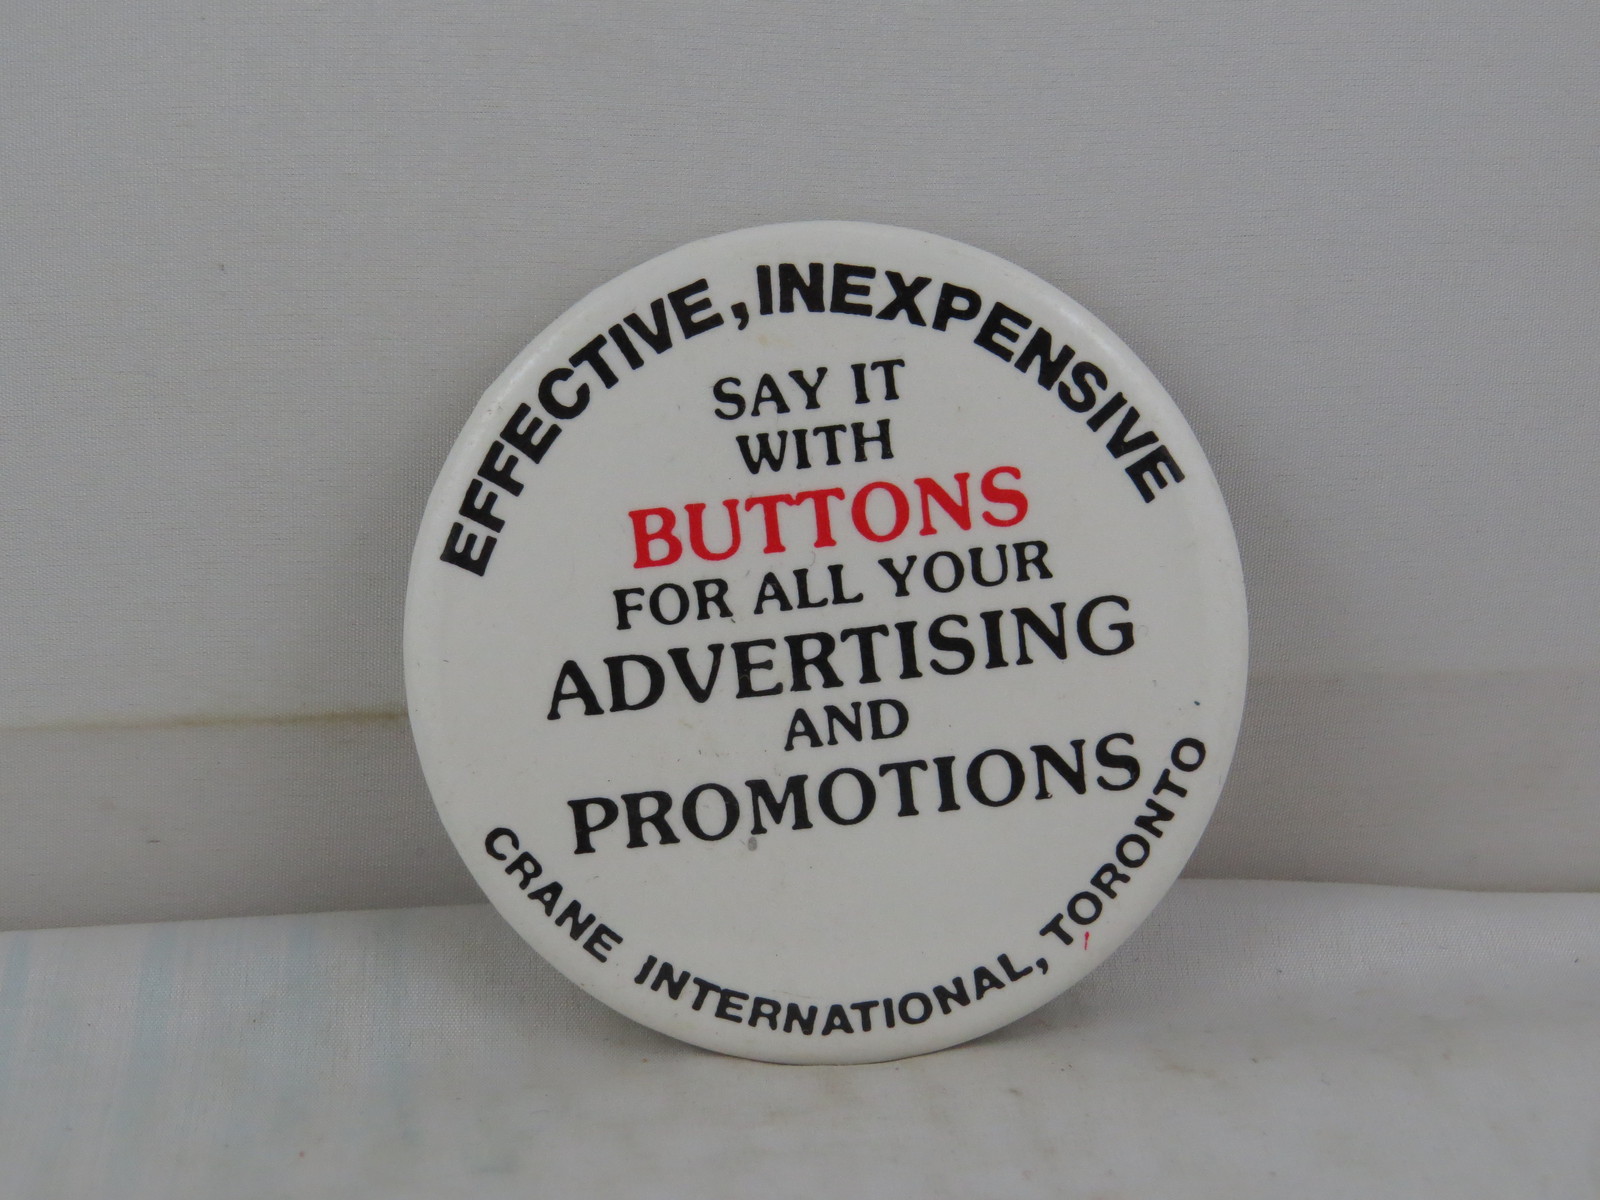 EFFECTIVE, INEXPENSIVE
SAY IT
WITH
BUTTONS
FOR ALL YOUR
ADVERTISING
AND
PROMOTIONS
CRANE INTERNATIONAL, TORONTO